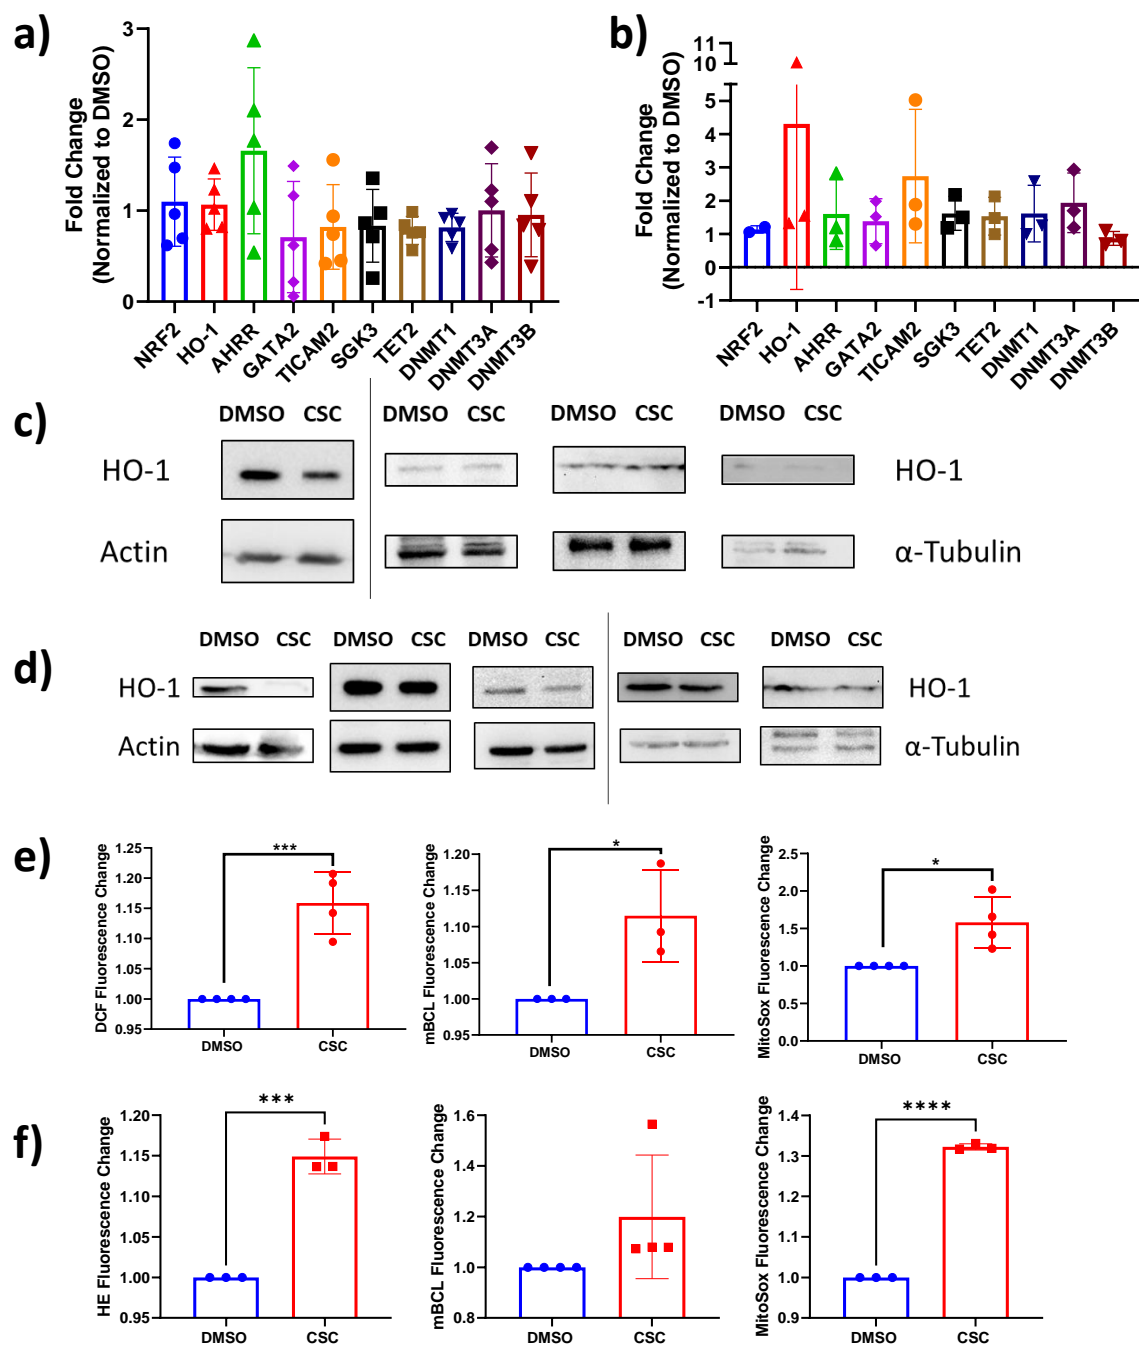 a)
Fold Change
(Normalized to DMSO)
3
2
1
0
NRF2
HO-1
AHRR
GATA2
TICAM2
SGK3
TET2
DNMT1
DNMT3A
DNMT3B
b)
Fold Change
(Normalized to DMSO)
11
10
5
4
3
2
1
0
-1
NRF2
HO-1
AHRR
GATA2
TICAM2
SGK3
TET2
DNMT1
DNMT3A
DNMT3B
c)
DMSO CSC DMSO CSC DMSO CSC DMSO CSC
HO-1 HO-1
Actin α-Tubulin
d)
DMSO CSC DMSO CSC DMSO CSC DMSO CSC DMSO CSC
HO-1 HO-1
Actin α-Tubulin
e)
DCF Fluorescence Change
1.25
1.20
1.15
1.10
1.05
1.00
0.95
***
DMSO CSC
mBCL Fluorescence Change
1.20
1.15
1.10
1.05
1.00
0.95
*
DMSO CSC
MitoSox Fluorescence Change
2.5
2.0
1.5
1.0
0.5
0.0
*
DMSO CSC
f)
HE Fluorescence Change
1.20
1.15
1.10
1.05
1.00
0.95
***
DMSO CSC
mBCL Fluorescence Change
1.6
1.4
1.2
1.0
0.8
DMSO CSC
MitoSox Fluorescence Change
1.4
1.3
1.2
1.1
1.0
0.9
****
DMSO CSC